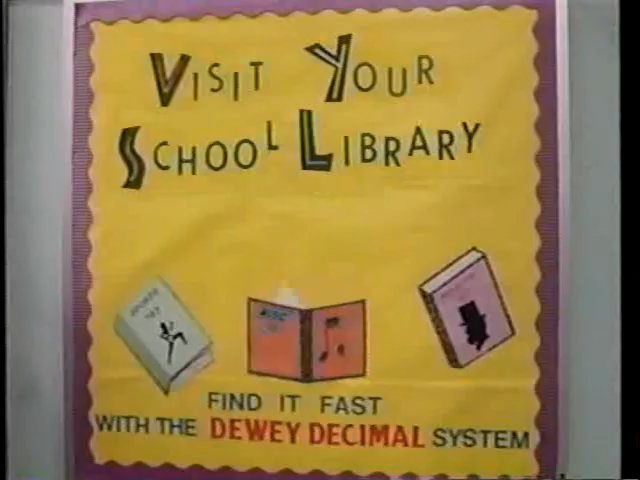 VISIT YOUR
SCHOOL LIBRARY
FIND IT FAST
WITH THE DEWEY DECIMAL SYSTEM